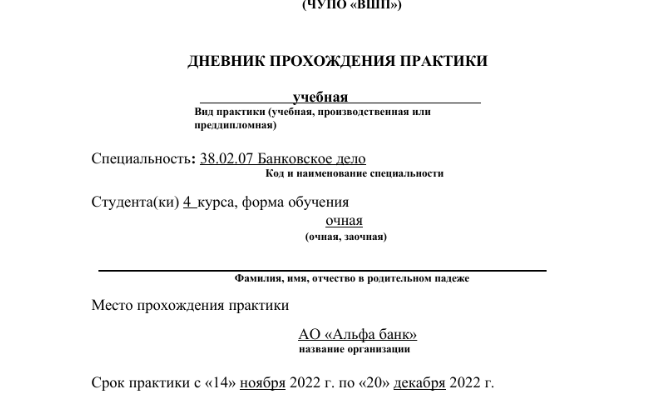 (ЧУПО «ВШП»)
ДНЕВНИК ПРОХОЖДЕНИЯ ПРАКТИКИ
учебная
Вид практики (учебная, производственная или
преддипломная)
Специальность: 38.02.07 Банковское дело
Код и наименование специальности
Студента(ки) 4 курса, форма обучения
очная
(очная, заочная)
Фамилия, имя, отчество в родительном падеже
Место прохождения практики
АО «Альфа банк»
название организации
Срок практики с «14» ноября 2022 г. по «20» декабря 2022 г.